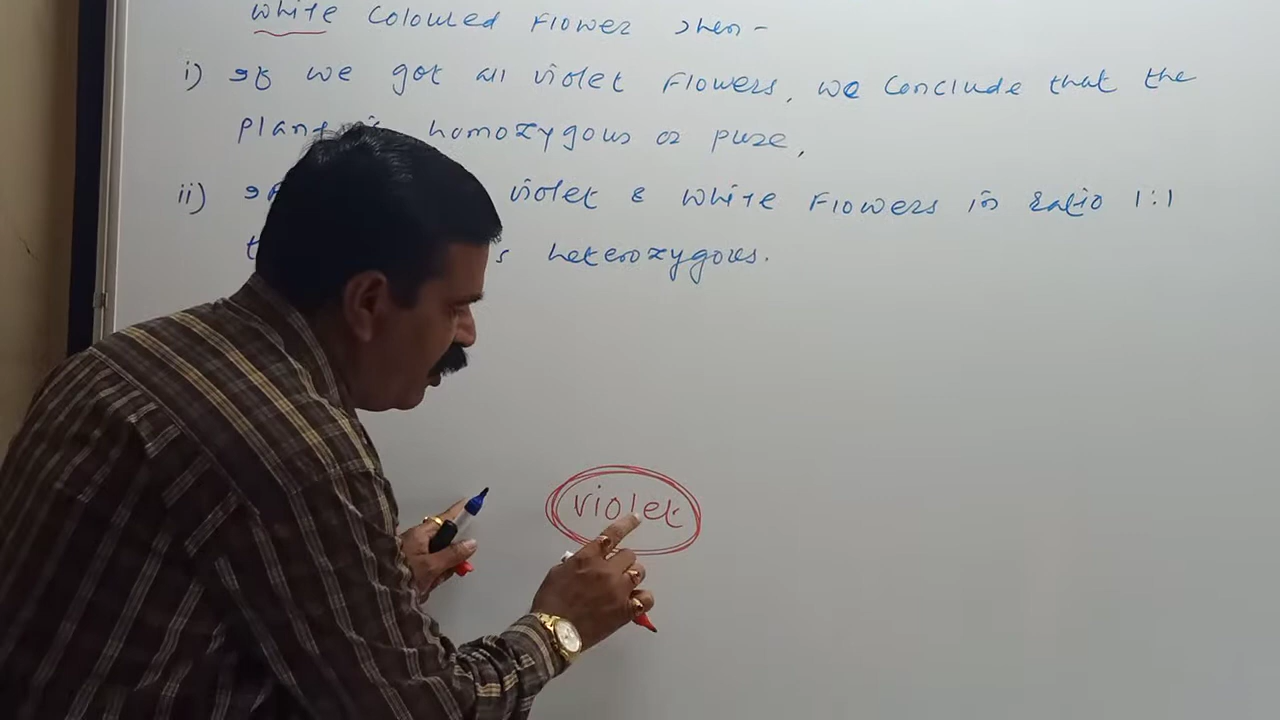 white coloured Flower then -
i) If we got all violet Flowers, we conclude that the
plant is homozygous or pure,
ii) violet & white Flowers in ratio 1:1
heterozygous.
violet